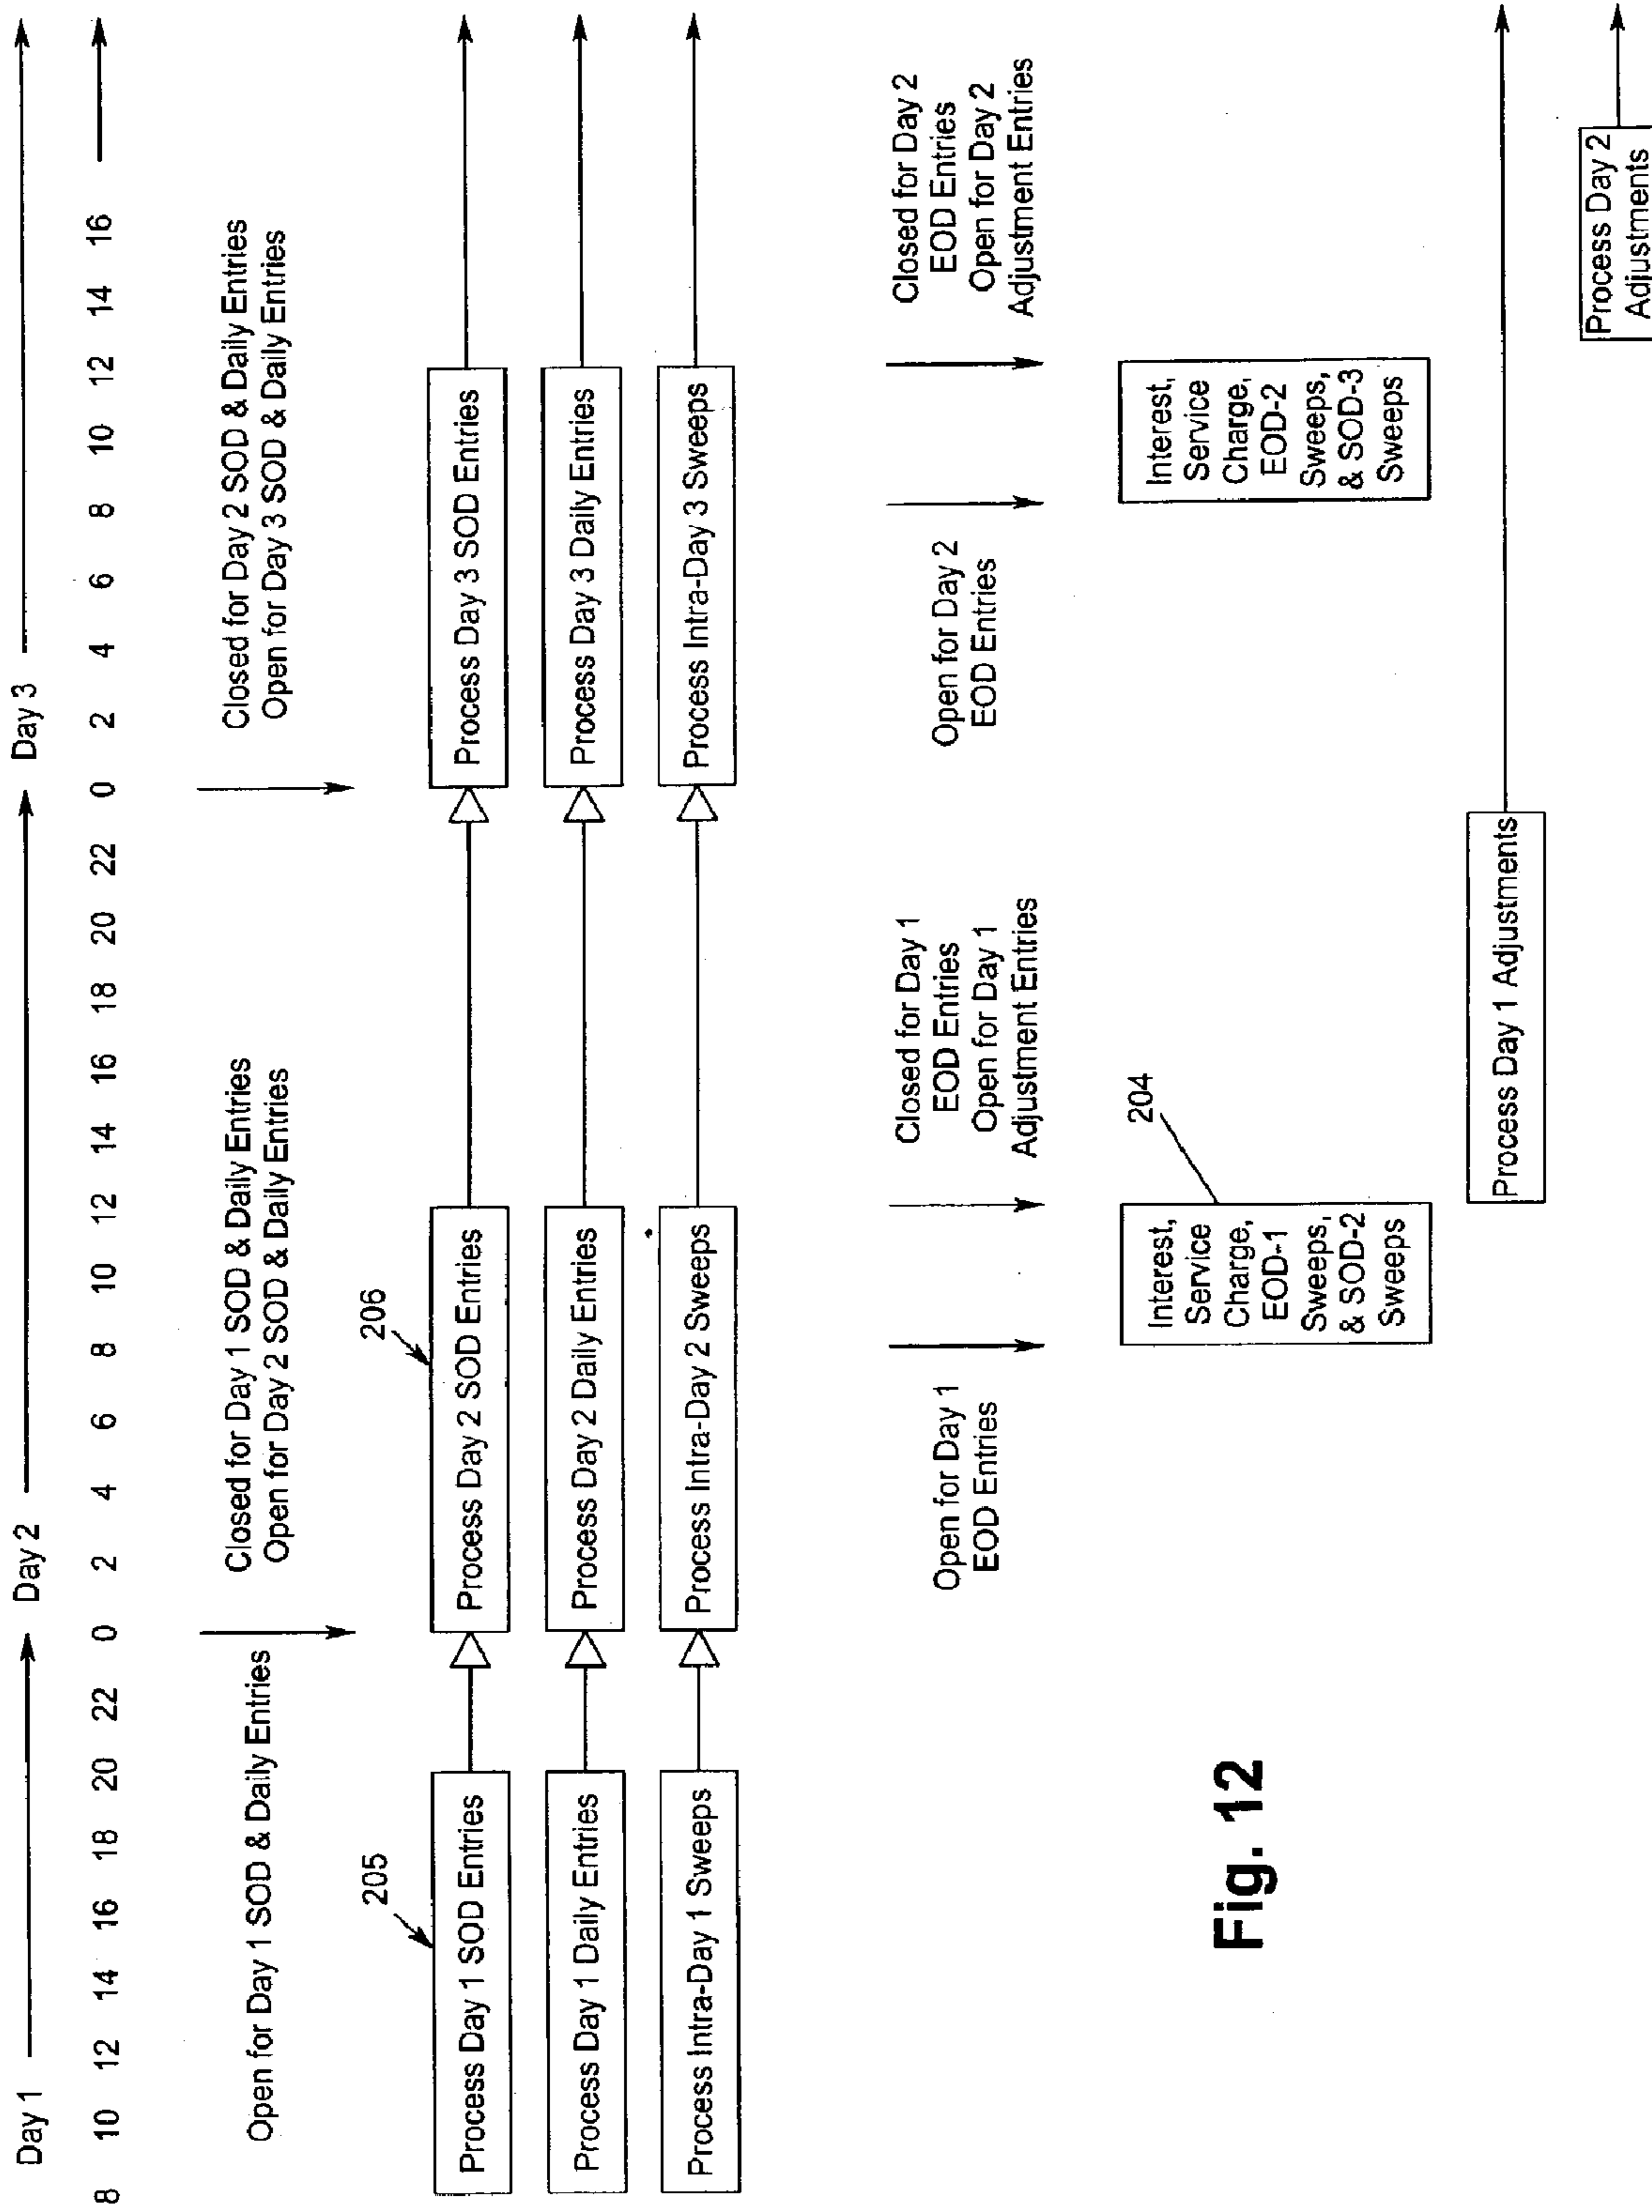 Day 1
Day 2
Day 3
8 10 12 14 16 18 20 22 0 2 4 6 8 10 12 14 16 18 20 22 0 2 4 6 8 10 12 14 16
Open for Day 1 SOD & Daily Entries
Closed for Day 1 SOD & Daily Entries
Open for Day 2 SOD & Daily Entries
Closed for Day 2 SOD & Daily Entries
Open for Day 3 SOD & Daily Entries
205
206
Process Day 1 SOD Entries
Process Day 2 SOD Entries
Process Day 3 SOD Entries
Process Day 1 Daily Entries
Process Day 2 Daily Entries
Process Day 3 Daily Entries
Process Intra-Day 1 Sweeps
Process Intra-Day 2 Sweeps
Process Intra-Day 3 Sweeps
Open for Day 1
EOD Entries
Closed for Day 1
EOD Entries
Open for Day 1
Adjustment Entries
Open for Day 2
EOD Entries
Closed for Day 2
EOD Entries
Open for Day 2
Adjustment Entries
204
Interest,
Service
Charge,
EOD-1
Sweeps,
& SOD-2
Sweeps
Interest,
Service
Charge,
EOD-2
Sweeps,
& SOD-3
Sweeps
Process Day 1 Adjustments
Process Day 2
Adjustments
Fig. 12